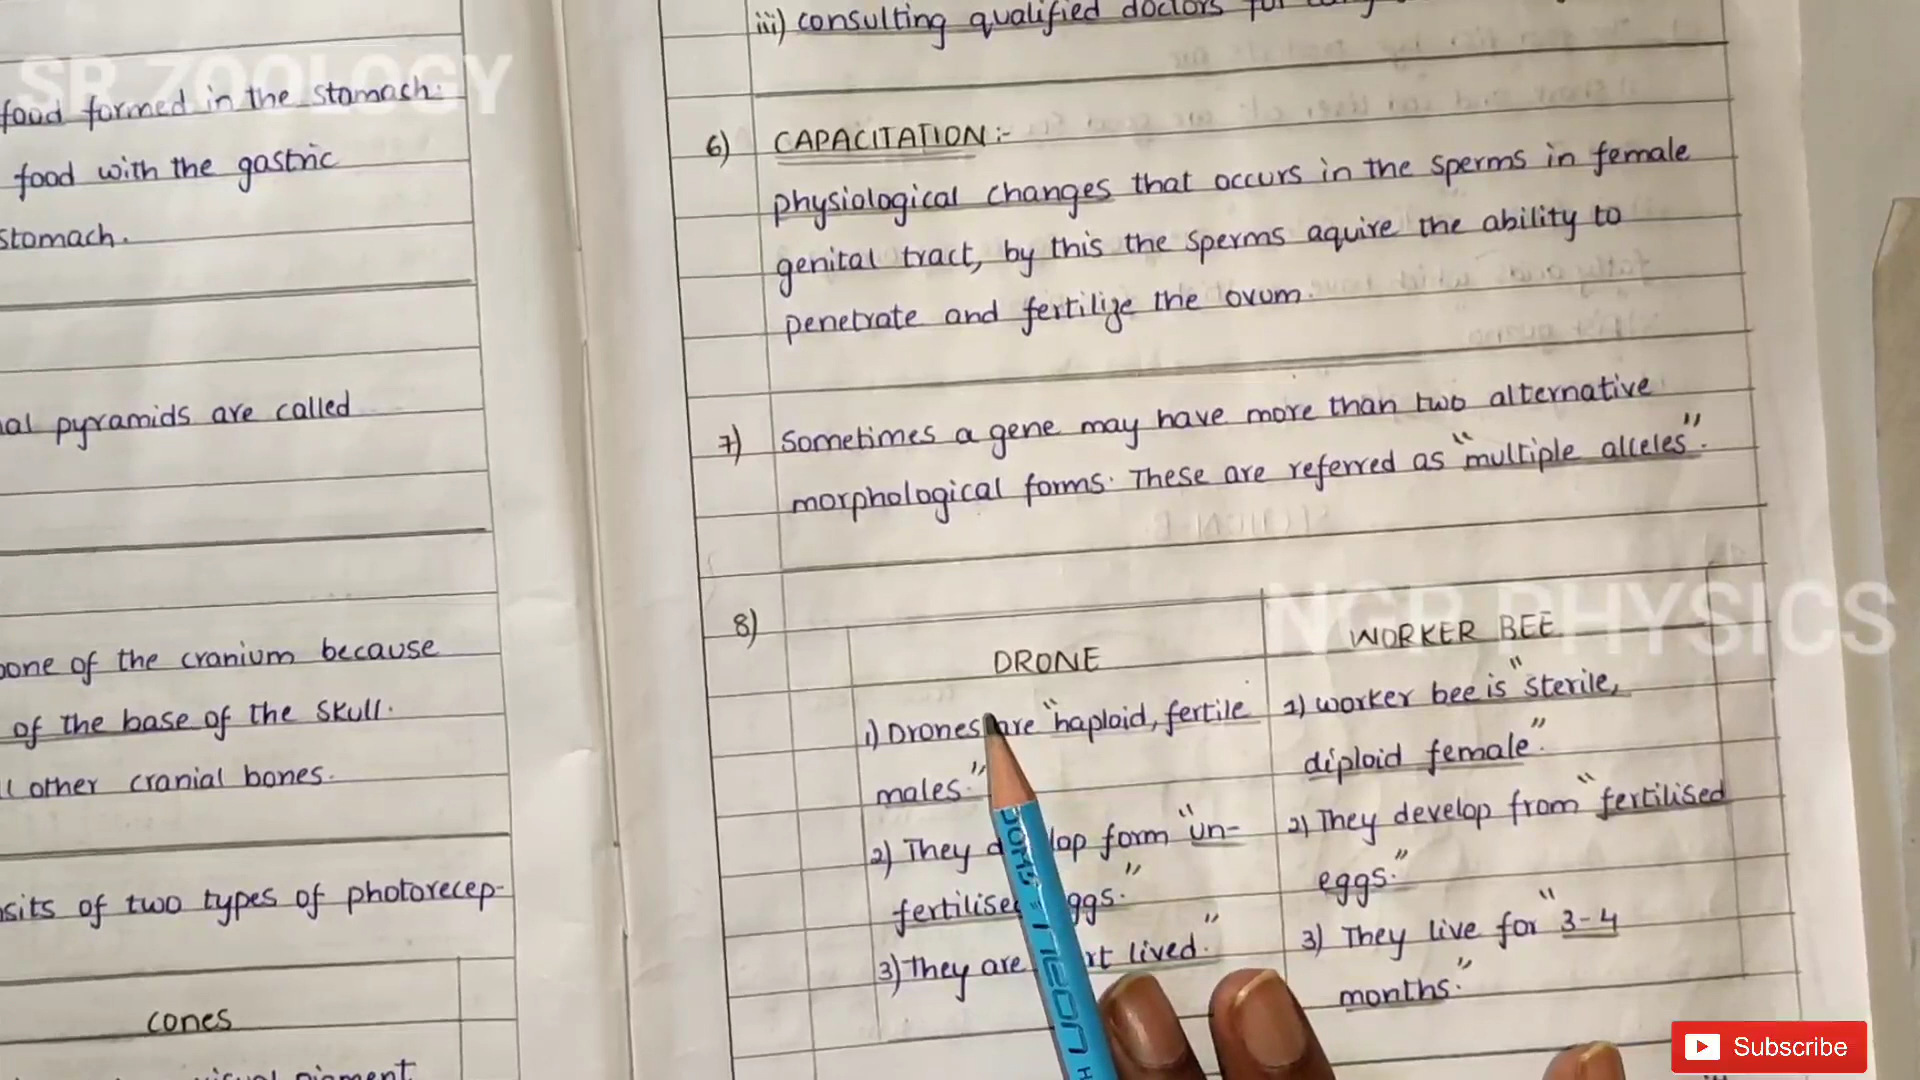 SR ZOOLOGY
food formed in the stomach.
food with the gastric
stomach.
pyramids are called
of the cranium because
of the base of the skull.
other cranial bones.
of two types of photorecep-
cones
iii) consulting qualified doctors for
6) CAPACITATION :-
physiological changes that occurs in the sperms in female
genital tract, by this the sperms aquire the ability to
penetrate and fertilize the ovum.
7) Sometimes a gene may have more than two alternative
morphological forms. These are referred as "multiple alleles".
NCR PHYSICS
8)
DRONE
1) Drones are "haploid, fertile
males."
2) They form "un-
fertilised eggs."
3) They are lived."
WORKER BEE
1) worker bee is "sterile,
diploid female".
2) They develop from "fertilised
eggs."
3) They live for "3-4
months."
Subscribe